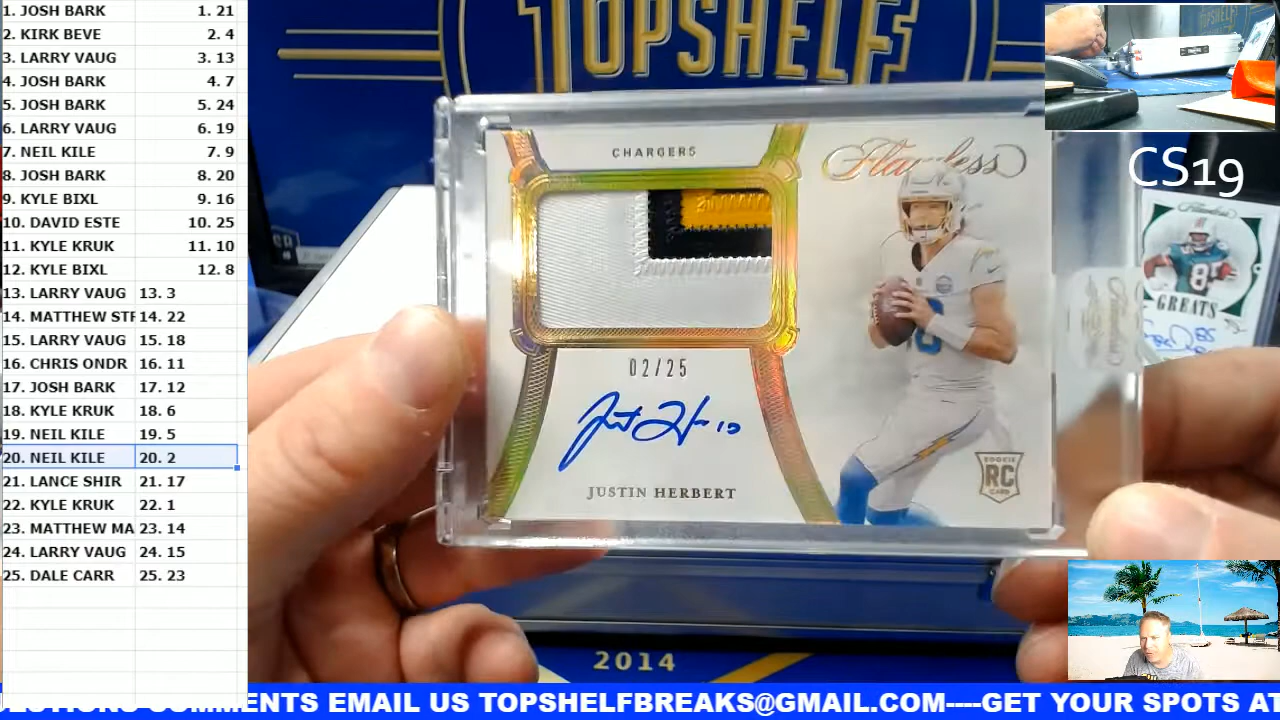 1. JOSH BARK 1. 21
2. KIRK BEVE 2. 4
3. LARRY VAUG 3. 13
4. JOSH BARK 4. 7
5. JOSH BARK 5. 24
6. LARRY VAUG 6. 19
7. NEIL KILE 7. 9
8. JOSH BARK 8. 20
9. KYLE BIXL 9. 16
10. DAVID ESTE 10. 25
11. KYLE KRUK 11. 10
12. KYLE BIXL 12. 8
13. LARRY VAUG 13. 3
14. MATTHEW STF 14. 22
15. LARRY VAUG 15. 18
16. CHRIS ONDR 16. 11
17. JOSH BARK 17. 12
18. KYLE KRUK 18. 6
19. NEIL KILE 19. 5
20. NEIL KILE 20. 2
21. LANCE SHIR 21. 17
22. KYLE KRUK 22. 1
23. MATTHEW MA 23. 14
24. LARRY VAUG 24. 15
25. DALE CARR 25. 23
TOPSHELF
CHARGERS
Flawless
02/25
JUSTIN HERBERT
ROOKIE
RC
CARD
CS19
GREATS
2014
ENTS EMAIL US TOPSHELFBREAKS@GMAIL.COM----GET YOUR SPOTS AT